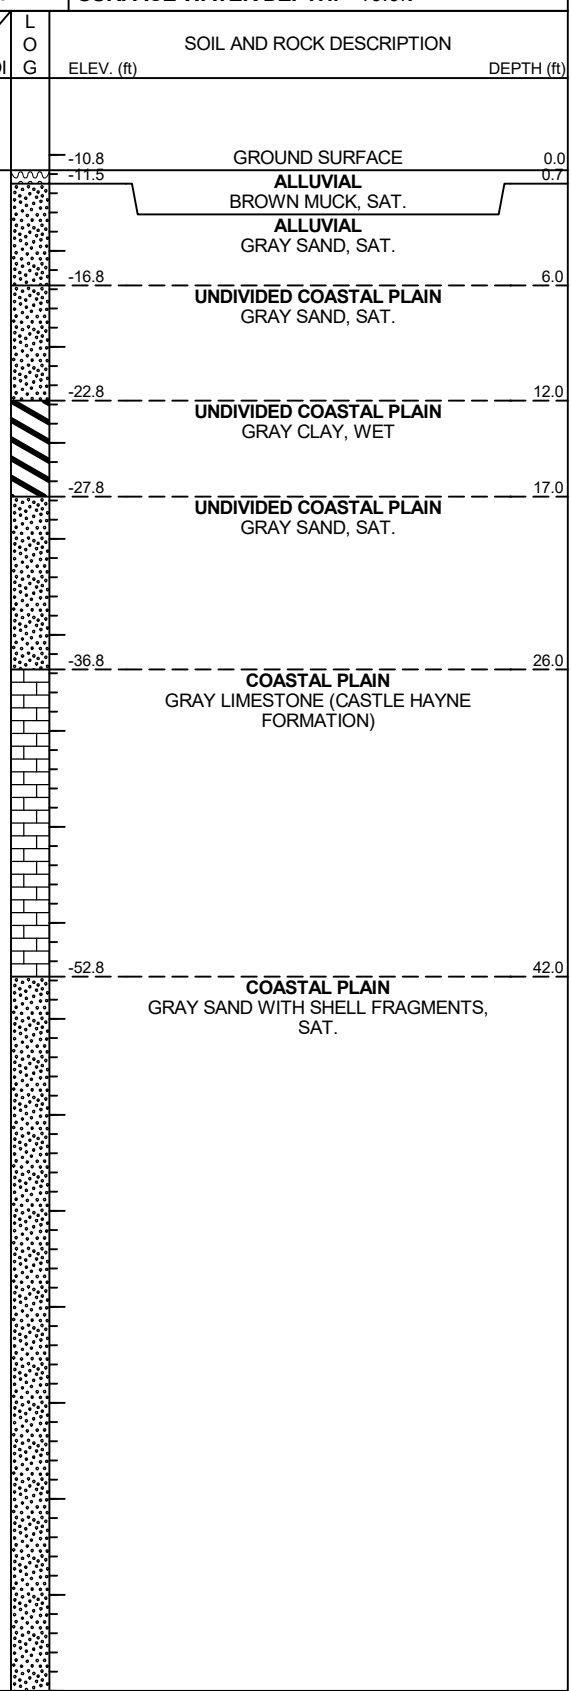 L
O
G
SOIL AND ROCK DESCRIPTION
ELEV. (ft)
DEPTH (ft)
-10.8 GROUND SURFACE 0.0
-11.5 ALLUVIAL 0.7
BROWN MUCK, SAT.
ALLUVIAL
GRAY SAND, SAT.
-16.8 6.0
UNDIVIDED COASTAL PLAIN
GRAY SAND, SAT.
-22.8 12.0
UNDIVIDED COASTAL PLAIN
GRAY CLAY, WET
-27.8 17.0
UNDIVIDED COASTAL PLAIN
GRAY SAND, SAT.
-36.8 26.0
COASTAL PLAIN
GRAY LIMESTONE (CASTLE HAYNE
FORMATION)
-52.8 42.0
COASTAL PLAIN
GRAY SAND WITH SHELL FRAGMENTS,
SAT.